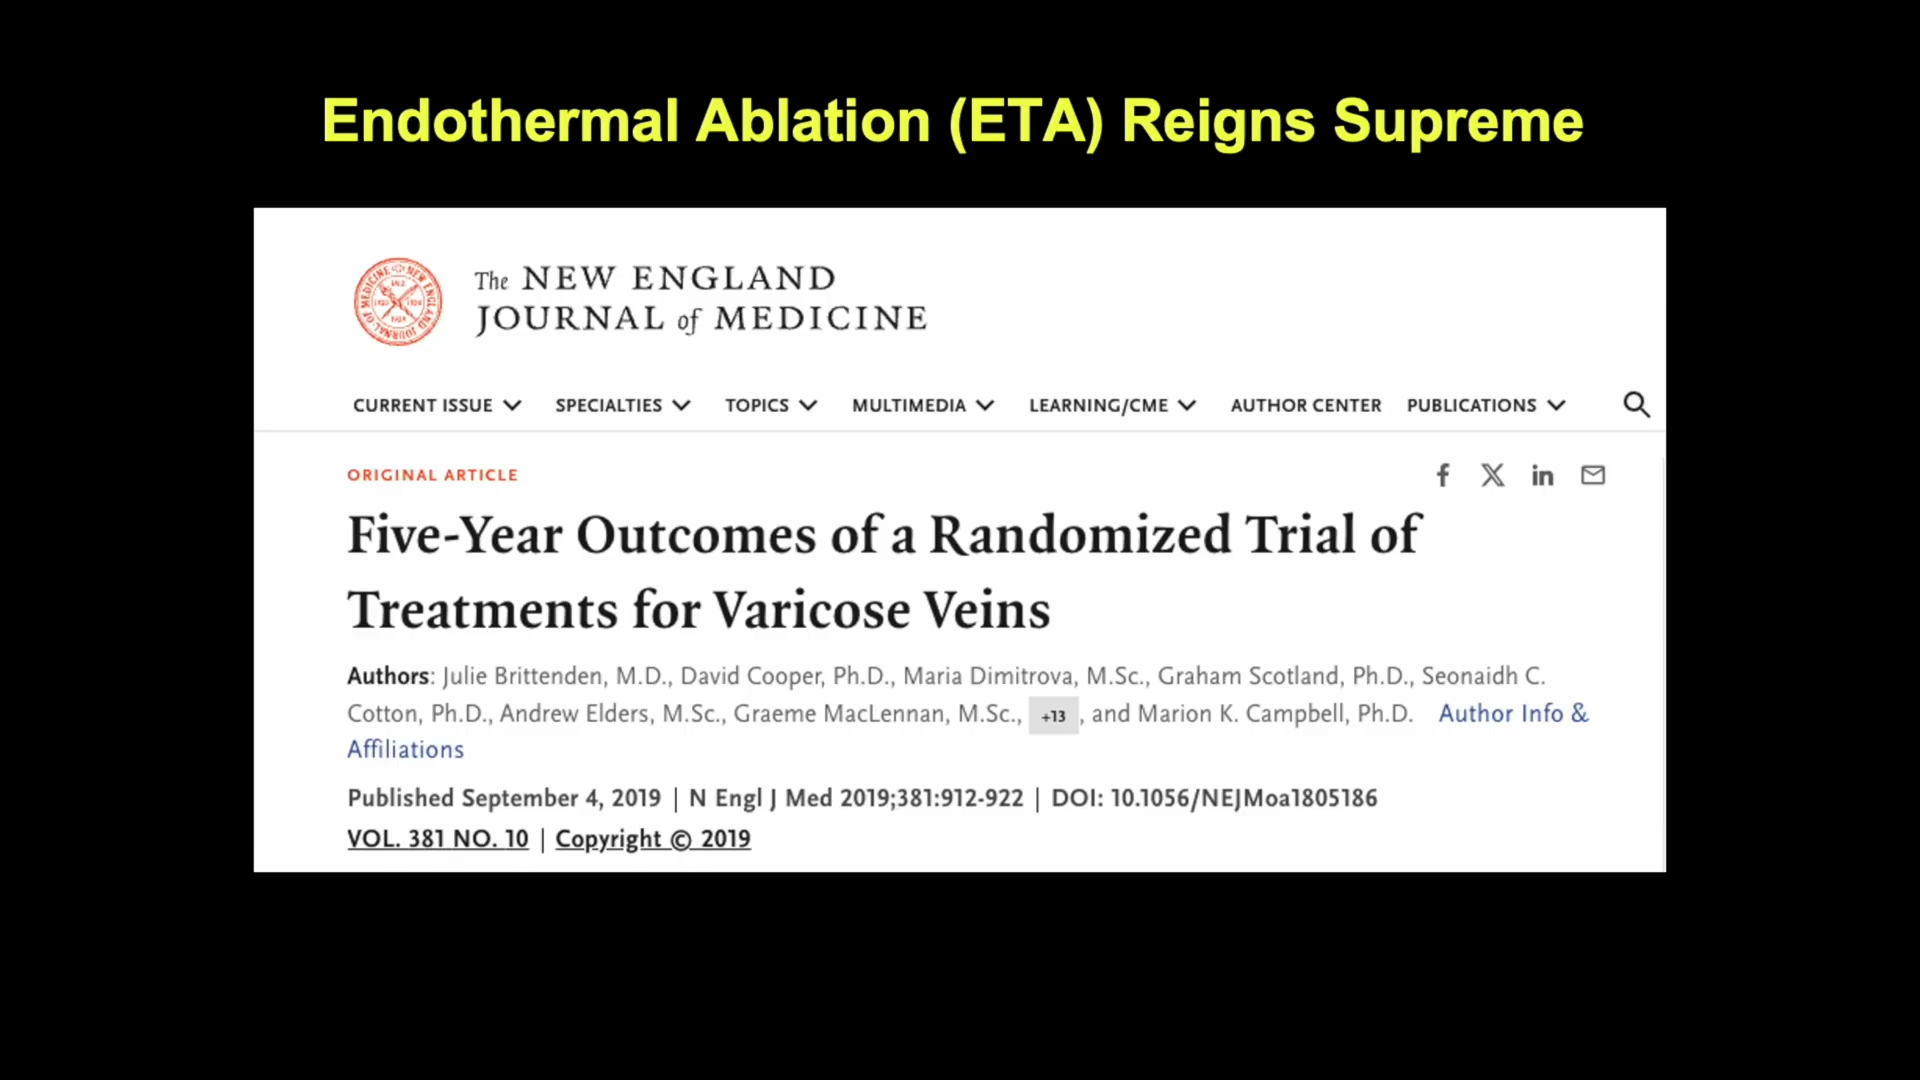 Endothermal Ablation (ETA) Reigns Supreme
The NEW ENGLAND
JOURNAL of MEDICINE
CURRENT ISSUE SPECIALTIES TOPICS MULTIMEDIA LEARNING/CME AUTHOR CENTER PUBLICATIONS
ORIGINAL ARTICLE
Five-Year Outcomes of a Randomized Trial of
Treatments for Varicose Veins
Authors: Julie Brittenden, M.D., David Cooper, Ph.D., Maria Dimitrova, M.Sc., Graham Scotland, Ph.D., Seonaidh C.
Cotton, Ph.D., Andrew Elders, M.Sc., Graeme MacLennan, M.Sc., +13 , and Marion K. Campbell, Ph.D. Author Info &
Affiliations
Published September 4, 2019 | N Engl J Med 2019;381:912-922 | DOI: 10.1056/NEJMoa1805186
VOL. 381 NO. 10 | Copyright © 2019